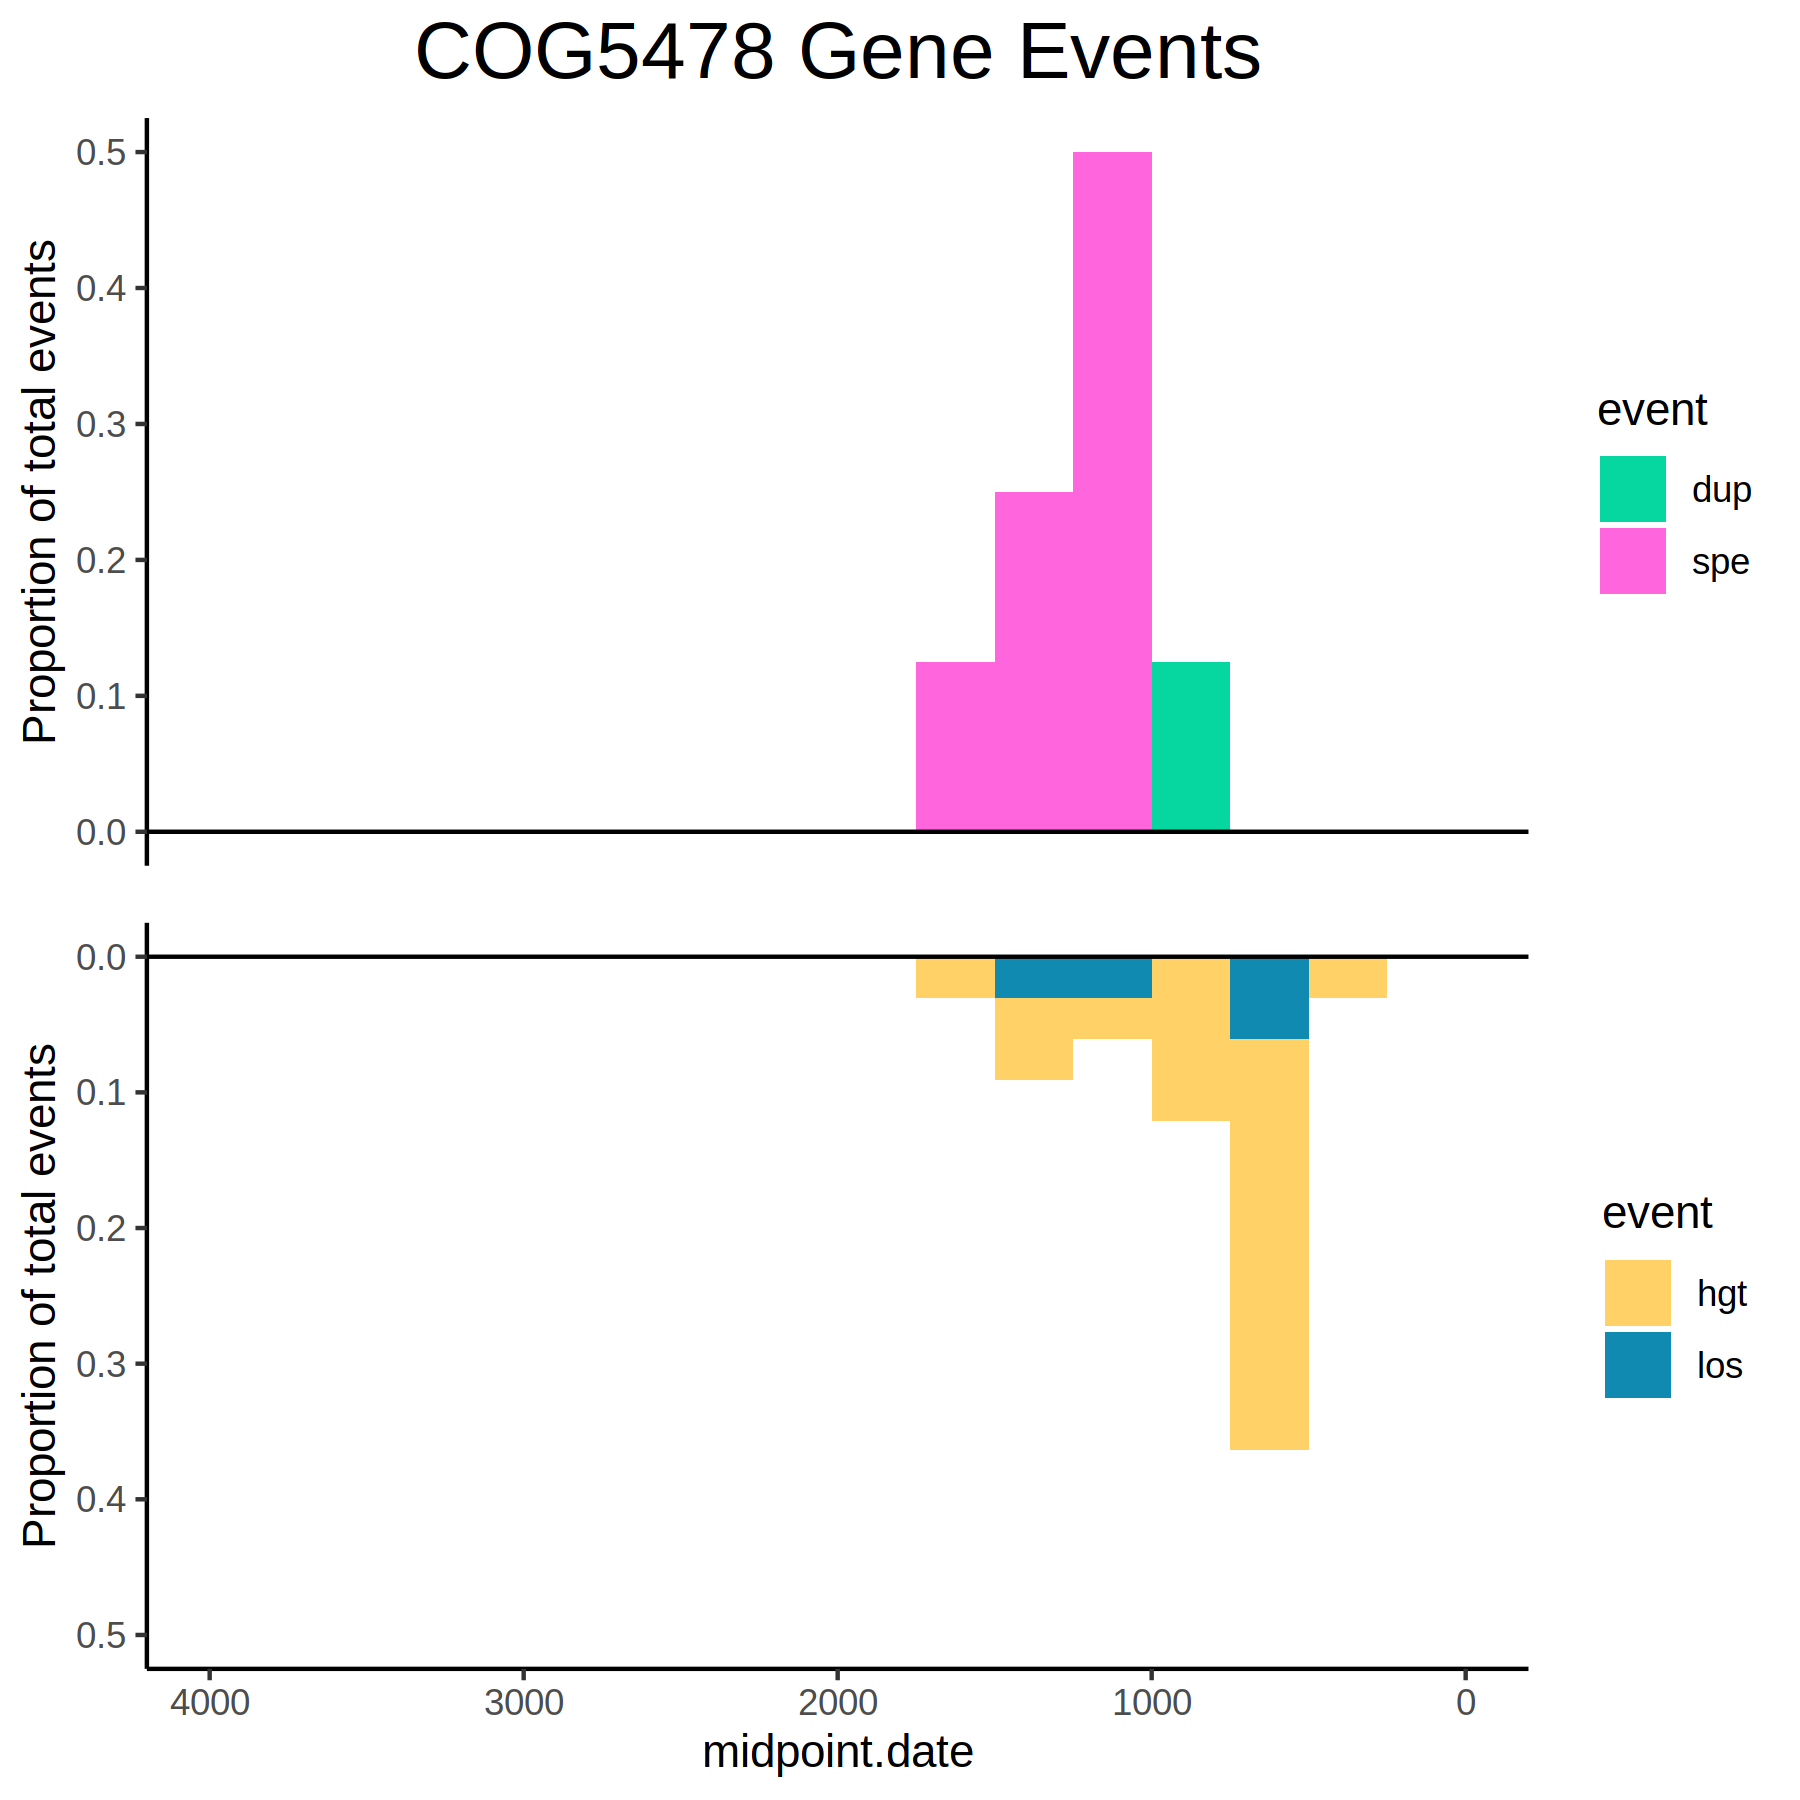 COG5478 Gene Events
Proportion of total events
0.5
0.4
0.3
0.2
0.1
0.0
event
dup
spe
Proportion of total events
0.0
0.1
0.2
0.3
0.4
0.5
event
hgt
los
4000 3000 2000 1000 0
midpoint.date